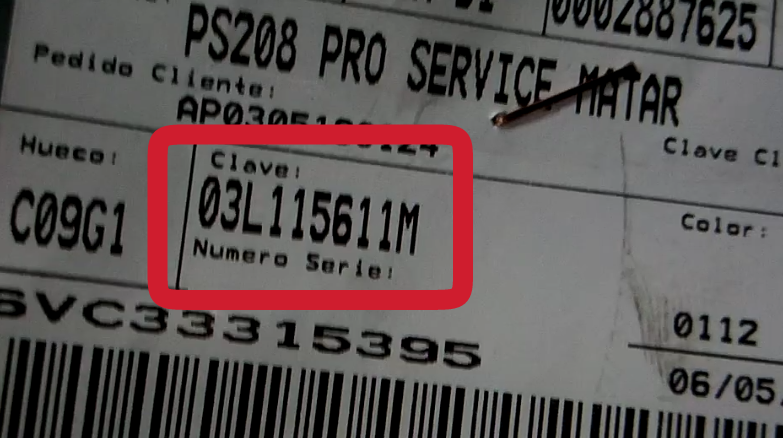 0002887625
PS208 PRO SERVICE MATAR
Pedido Cliente:
Clave Cl
Hueco:
Clave:
03L115611M
C09G1
Color:
Numero Serie:
SVC33315395
0112
06/05